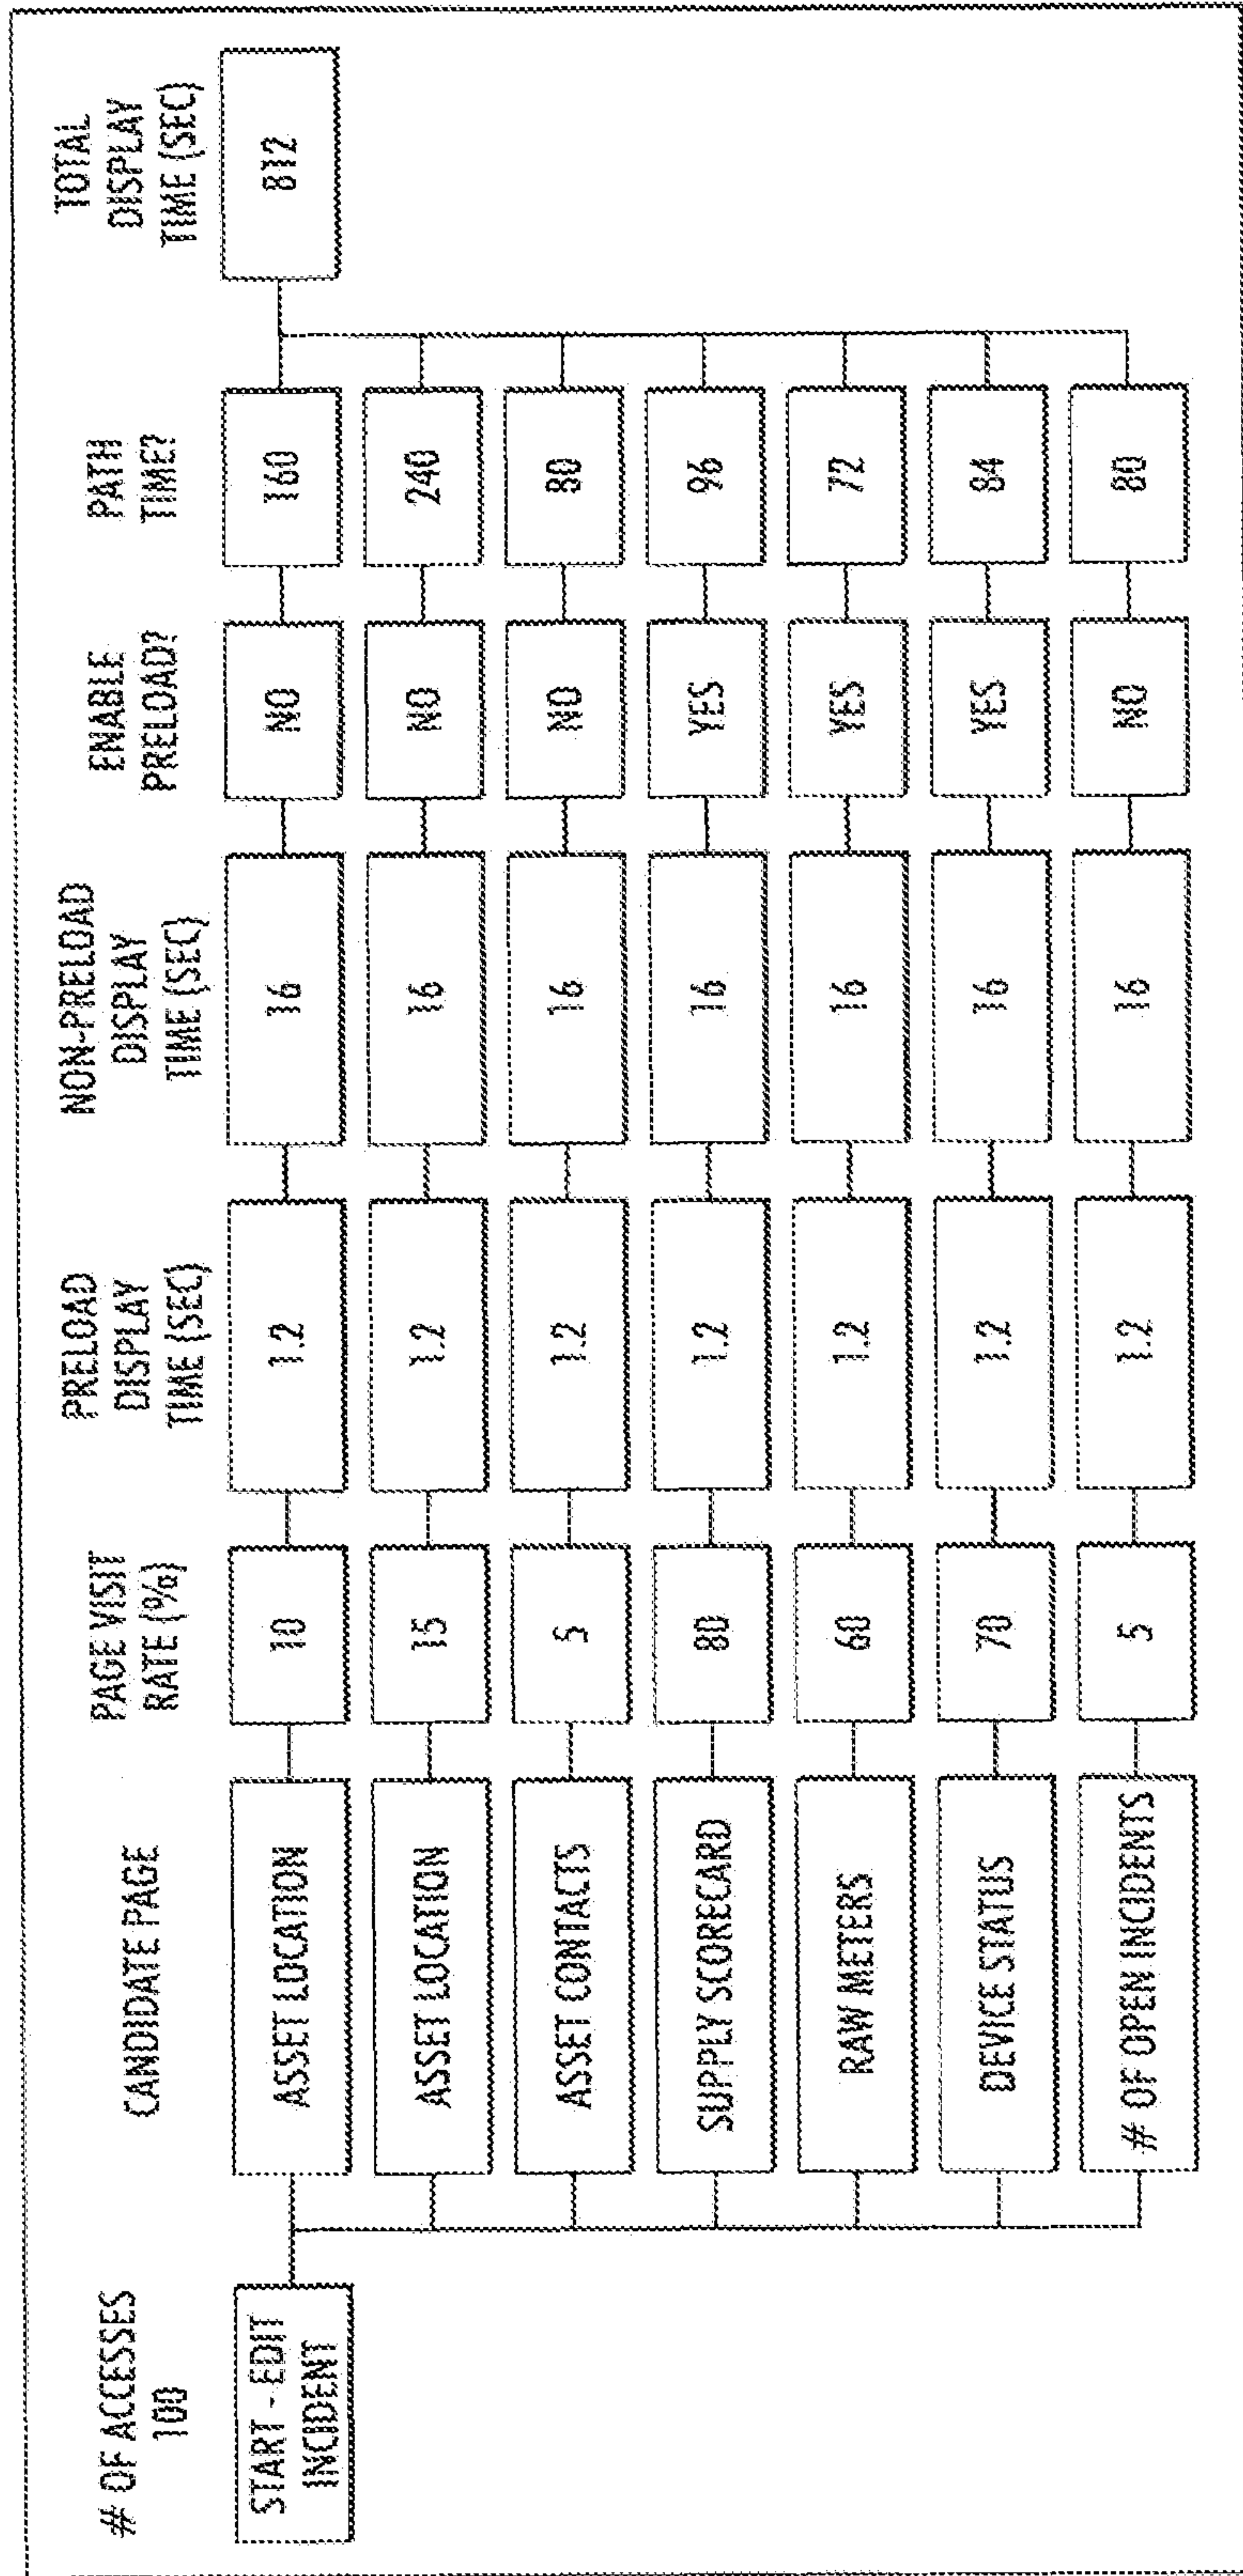 # OF ACCESSES
100
CANDIDATE PAGE
PAGE VISIT
RATE (%)
PRELOAD
DISPLAY
TIME (SEC)
NON-PRELOAD
DISPLAY
TIME (SEC)
ENABLE
PRELOAD?
PATH
TIME?
TOTAL
DISPLAY
TIME (SEC)
START - EDIT
INCIDENT
ASSET LOCATION
10
1.2
16
NO
160
812
ASSET LOCATION
15
1.2
16
NO
240
ASSET CONTACTS
5
1.2
16
NO
80
SUPPLY SCORECARD
80
1.2
16
YES
96
RAW METERS
60
1.2
16
YES
72
DEVICE STATUS
70
1.2
16
YES
84
# OF OPEN INCIDENTS
5
1.2
16
NO
80